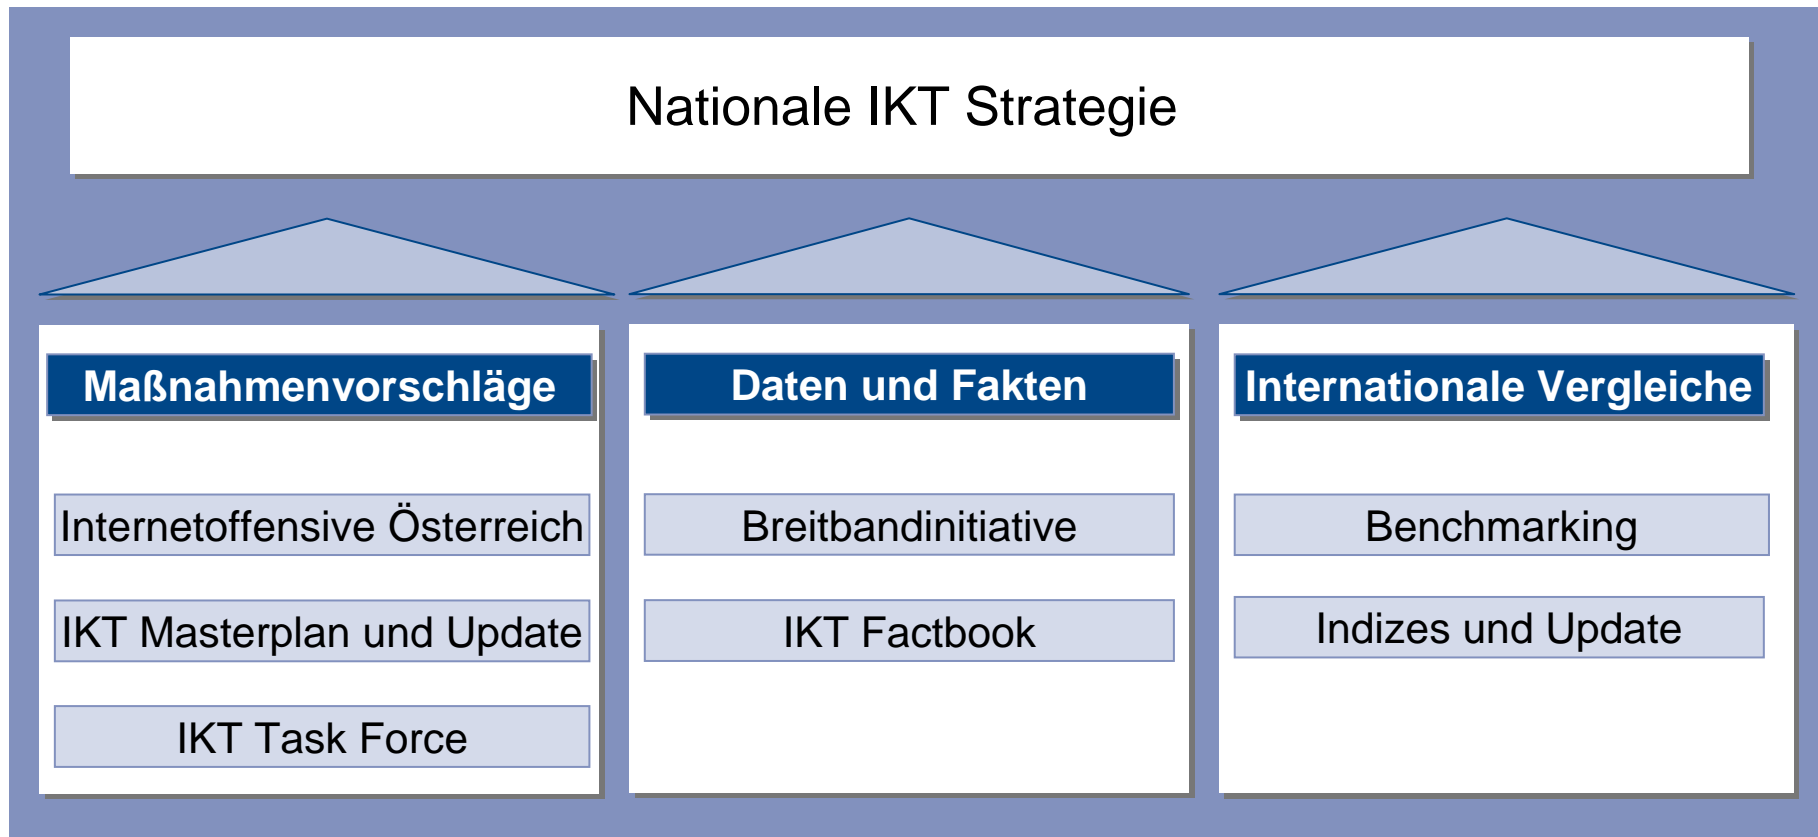 Nationale IKT Strategie
Maßnahmenvorschläge
Internetoffensive Österreich
IKT Masterplan und Update
IKT Task Force
Daten und Fakten
Breitbandinitiative
IKT Factbook
Internationale Vergleiche
Benchmarking
Indizes und Update